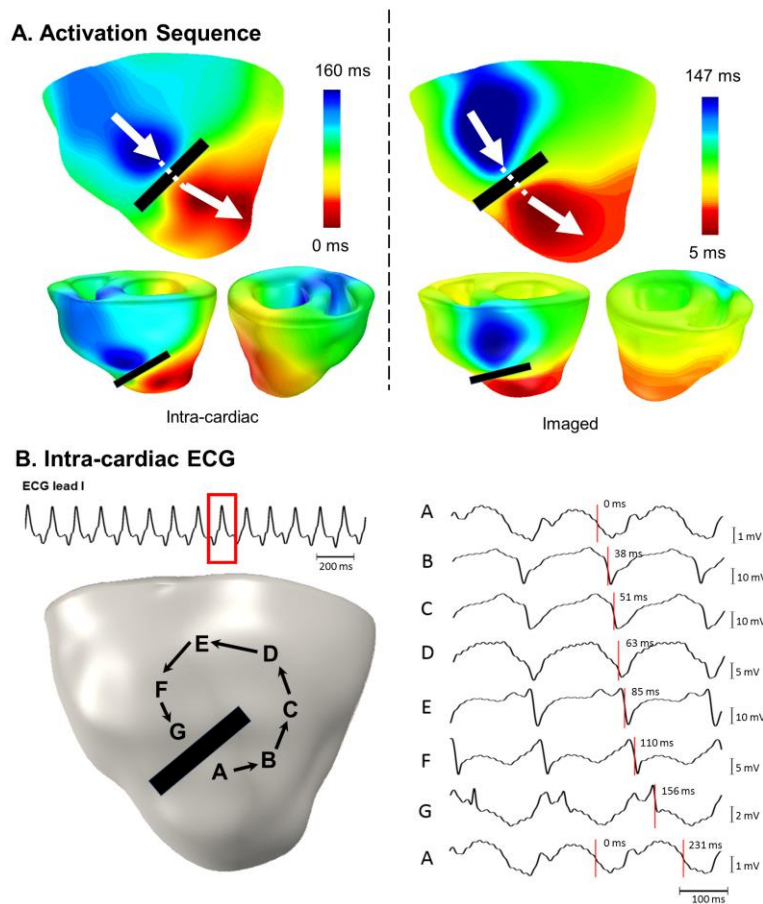 A. Activation Sequence
160 ms
0 ms
147 ms
5 ms
Intra-cardiac
Imaged
B. Intra-cardiac ECG
ECG lead I
200 ms
E
D
F
C
G
B
A
A
0 ms
1 mV
B
38 ms
10 mV
C
51 ms
10 mV
D
63 ms
5 mV
E
85 ms
10 mV
F
110 ms
5 mV
G
156 ms
2 mV
A
0 ms
231 ms
1 mV
100 ms